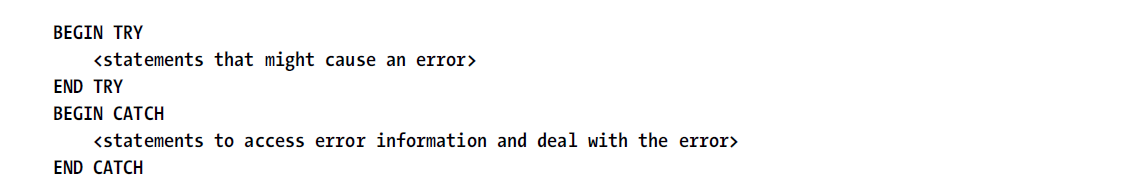 BEGIN TRY
    <statements that might cause an error>
END TRY
BEGIN CATCH
    <statements to access error information and deal with the error>
END CATCH